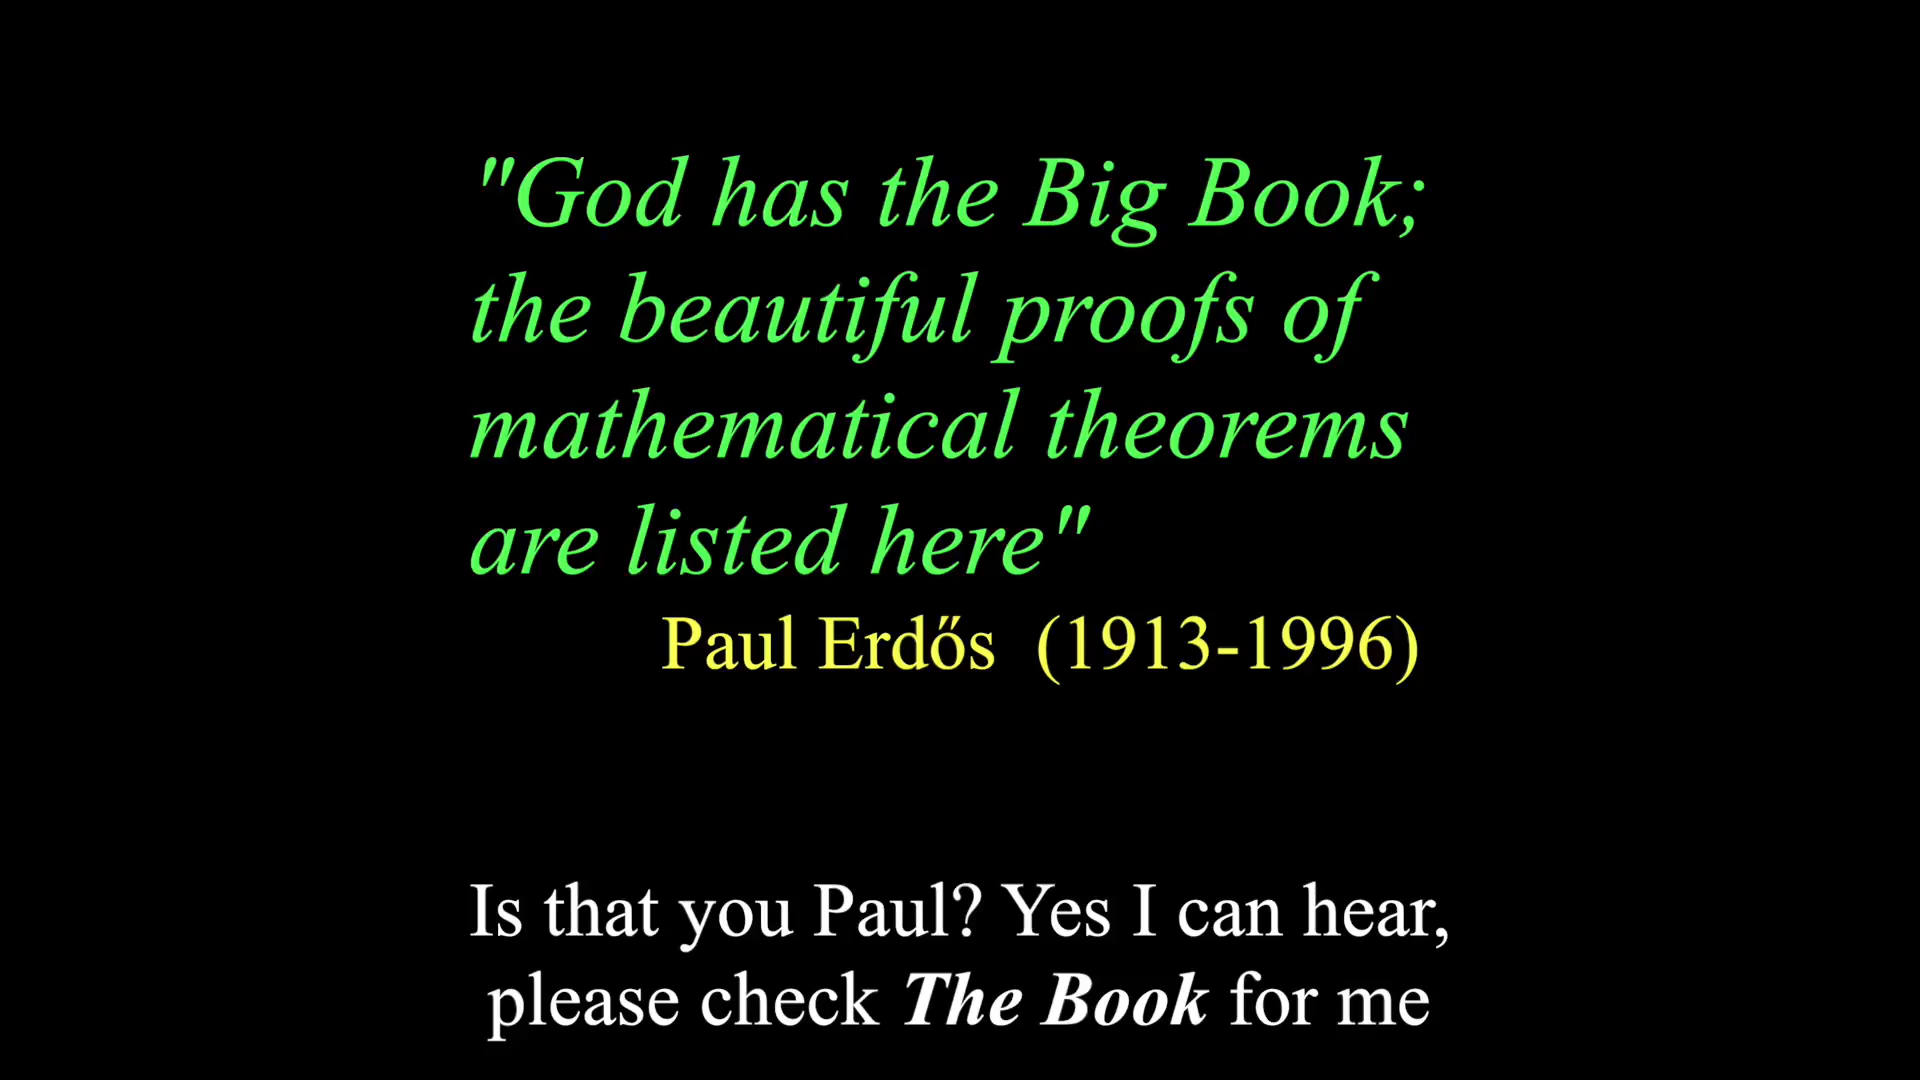 "God has the Big Book;
the beautiful proofs of
mathematical theorems
are listed here"
Paul Erdős (1913-1996)
Is that you Paul? Yes I can hear,
please check The Book for me